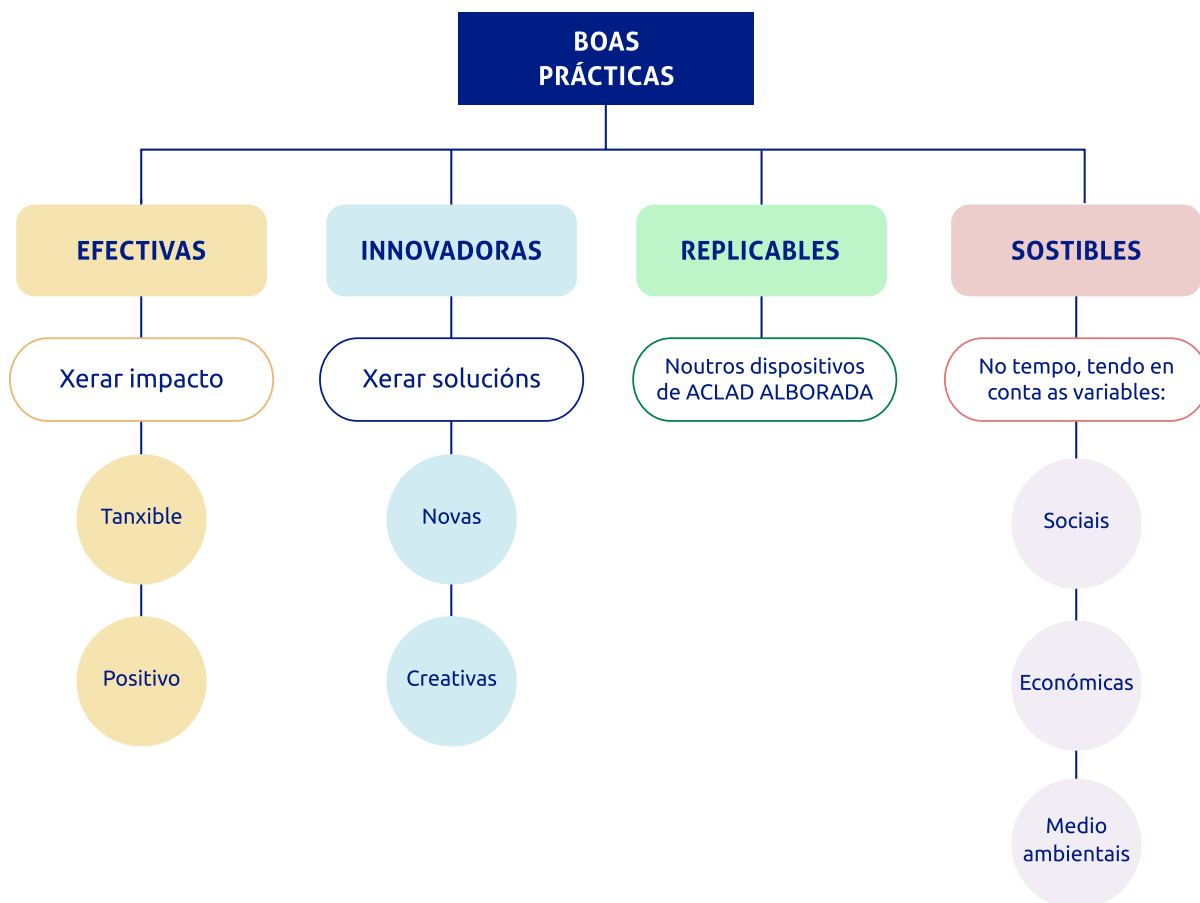 BOAS
PRÁCTICAS
EFECTIVAS
Xerar impacto
Tanxible
Positivo
INNOVADORAS
Xerar solucións
Novas
Creativas
REPLICABLES
Noutros dispositivos
de ACLAD ALBORADA
SOSTIBLES
No tempo, tendo en
conta as variables:
Sociais
Económicas
Medio
ambientais